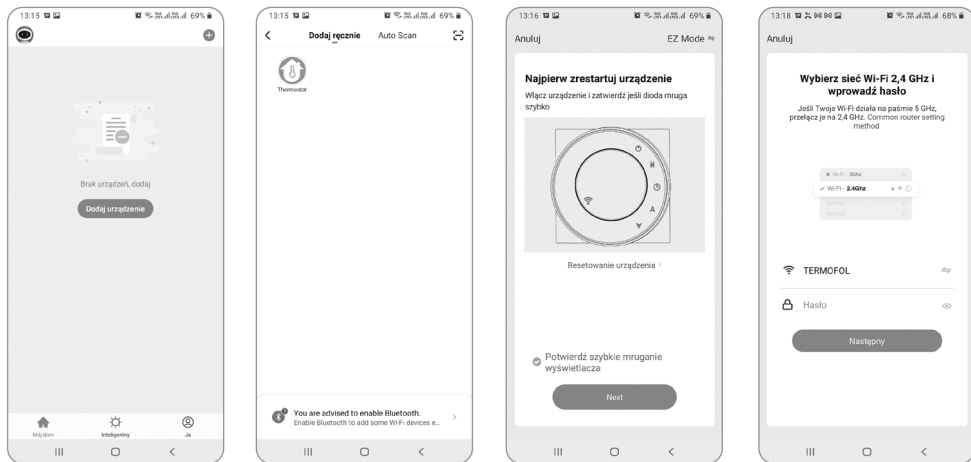 13:15
69%
Brak urządzeń, dodaj
Dodaj urządzenie
Mój dom
Inteligentny
Ja
13:15
69%
Dodaj ręcznie
Auto Scan
Thermostat
You are advised to enable Bluetooth.
Enable Bluetooth to add some Wi-Fi devices e...
13:16
69%
Anuluj
EZ Mode
Najpierw zrestartuj urządzenie
Włącz urządzenie i zatwierdź jeśli dioda mruga
szybko
M
A
Resetowanie urządzenia >
Potwierdź szybkie mruganie
wyświetlacza
Next
13:18
68%
Anuluj
Wybierz sieć Wi-Fi 2,4 GHz i
wprowadź hasło
Jeśli Twoje Wi-Fi działa na paśmie 5 GHz,
przełącz je na 2,4 GHz. Common router setting
method
Wi-Fi - 5Ghz
Wi-Fi - 2.4Ghz
TERMOFOL
Hasło
Następny